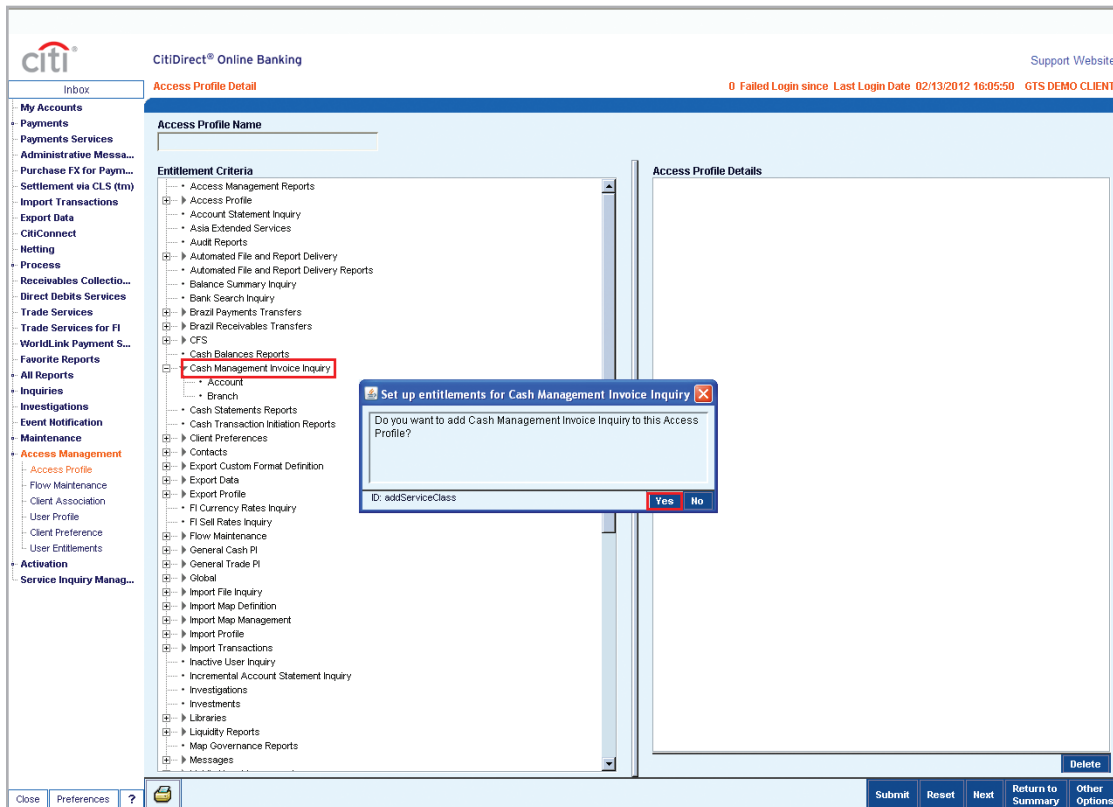 citi®
CitiDirect® Online Banking
Support Website
Inbox
Access Profile Detail
0 Failed Login since Last Login Date 02/13/2012 16:05:50 GTS DEMO CLIENT
My Accounts
Payments
Payments Services
Administrative Messa...
Purchase FX for Paym...
Settlement via CLS (tm)
Import Transactions
Export Data
CitiConnect
Netting
Process
Receivables Collectio...
Direct Debits Services
Trade Services
Trade Services for FI
WorldLink Payment S...
Favorite Reports
All Reports
Inquiries
Investigations
Event Notification
Maintenance
Access Management
Access Profile
Flow Maintenance
Client Association
User Profile
Client Preference
User Entitlements
Activation
Service Inquiry Manag...
Access Profile Name
Entitlement Criteria
Access Management Reports
Access Profile
Account Statement Inquiry
Asia Extended Services
Audit Reports
Automated File and Report Delivery
Automated File and Report Delivery Reports
Balance Summary Inquiry
Bank Search Inquiry
Brazil Payments Transfers
Brazil Receivables Transfers
CFS
Cash Balances Reports
Cash Management Invoice Inquiry
Account
Branch
Cash Statements Reports
Cash Transaction Initiation Reports
Client Preferences
Contacts
Export Custom Format Definition
Export Data
Export Profile
FI Currency Rates Inquiry
FI Sell Rates Inquiry
Flow Maintenance
General Cash PI
General Trade PI
Global
Import File Inquiry
Import Map Definition
Import Map Management
Import Profile
Import Transactions
Inactive User Inquiry
Incremental Account Statement Inquiry
Investigations
Investments
Libraries
Liquidity Reports
Map Governance Reports
Messages
Access Profile Details
Set up entitlements for Cash Management Invoice Inquiry
Do you want to add Cash Management Invoice Inquiry to this Access
Profile?
ID: addServiceClass
Yes No
Delete
Close Preferences ?
Submit Reset Next Return to Summary Other Options